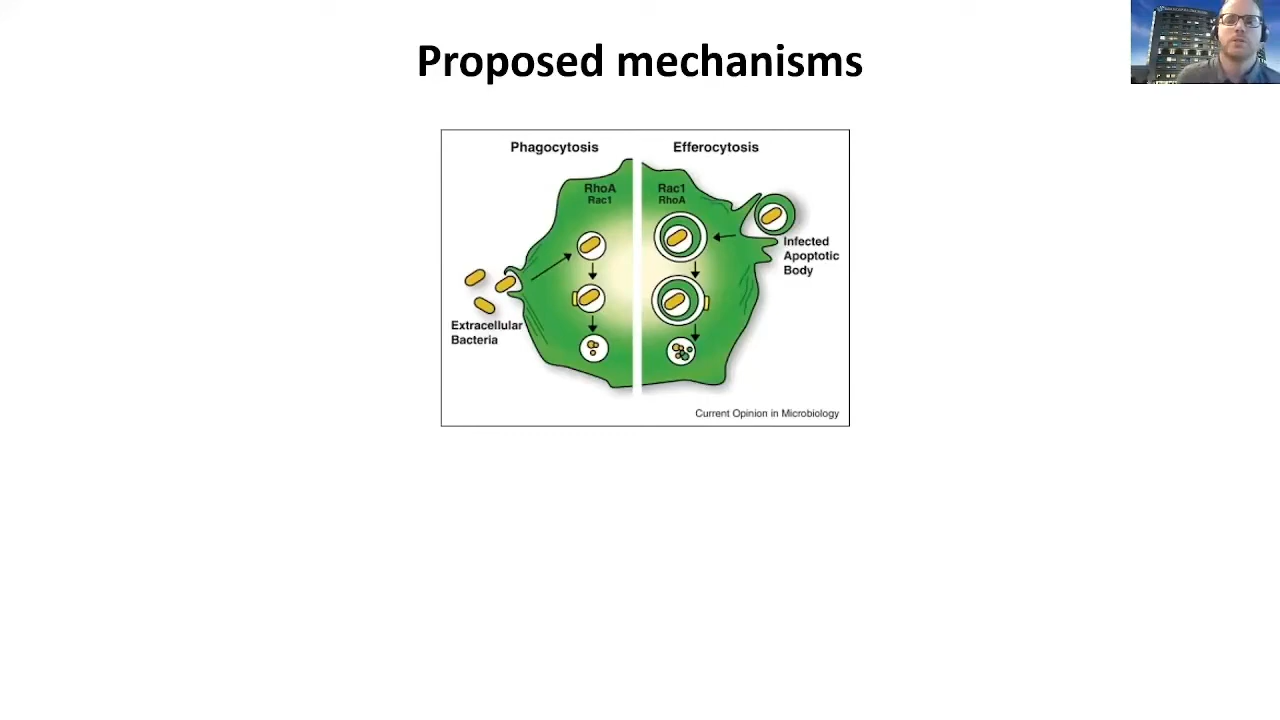 Proposed mechanisms
Phagocytosis
Efferocytosis
RhoA
Rac1
Rac1
RhoA
Infected
Apoptotic
Body
Extracellular
Bacteria
Current Opinion in Microbiology